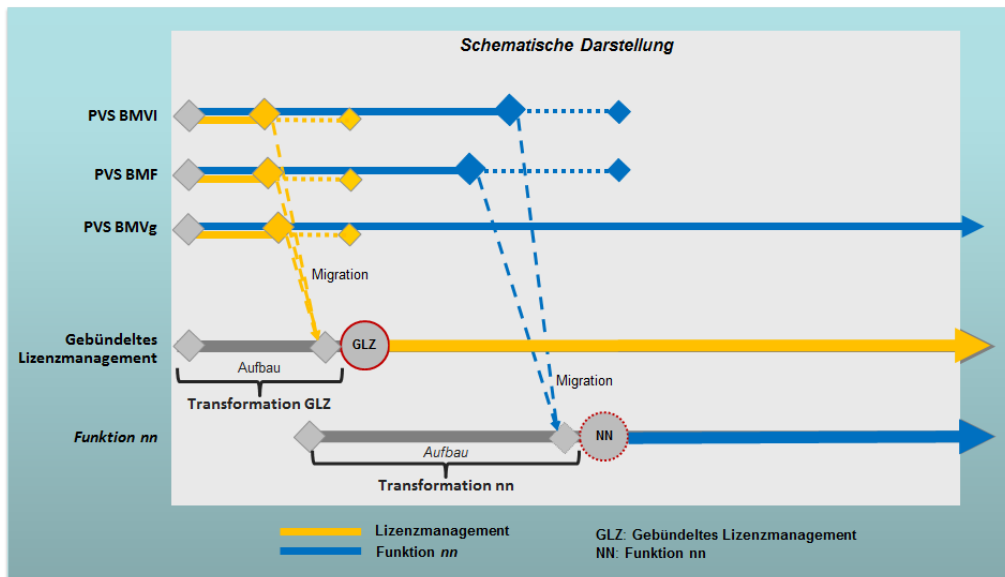 Schematische Darstellung
PVS BMVI
PVS BMF
PVS BMVg
Migration
Gebündeltes
Lizenzmanagement
GLZ
Aufbau
Transformation GLZ
Migration
Funktion nn
NN
Aufbau
Transformation nn
Lizenzmanagement
Funktion nn
GLZ: Gebündeltes Lizenzmanagement
NN: Funktion nn